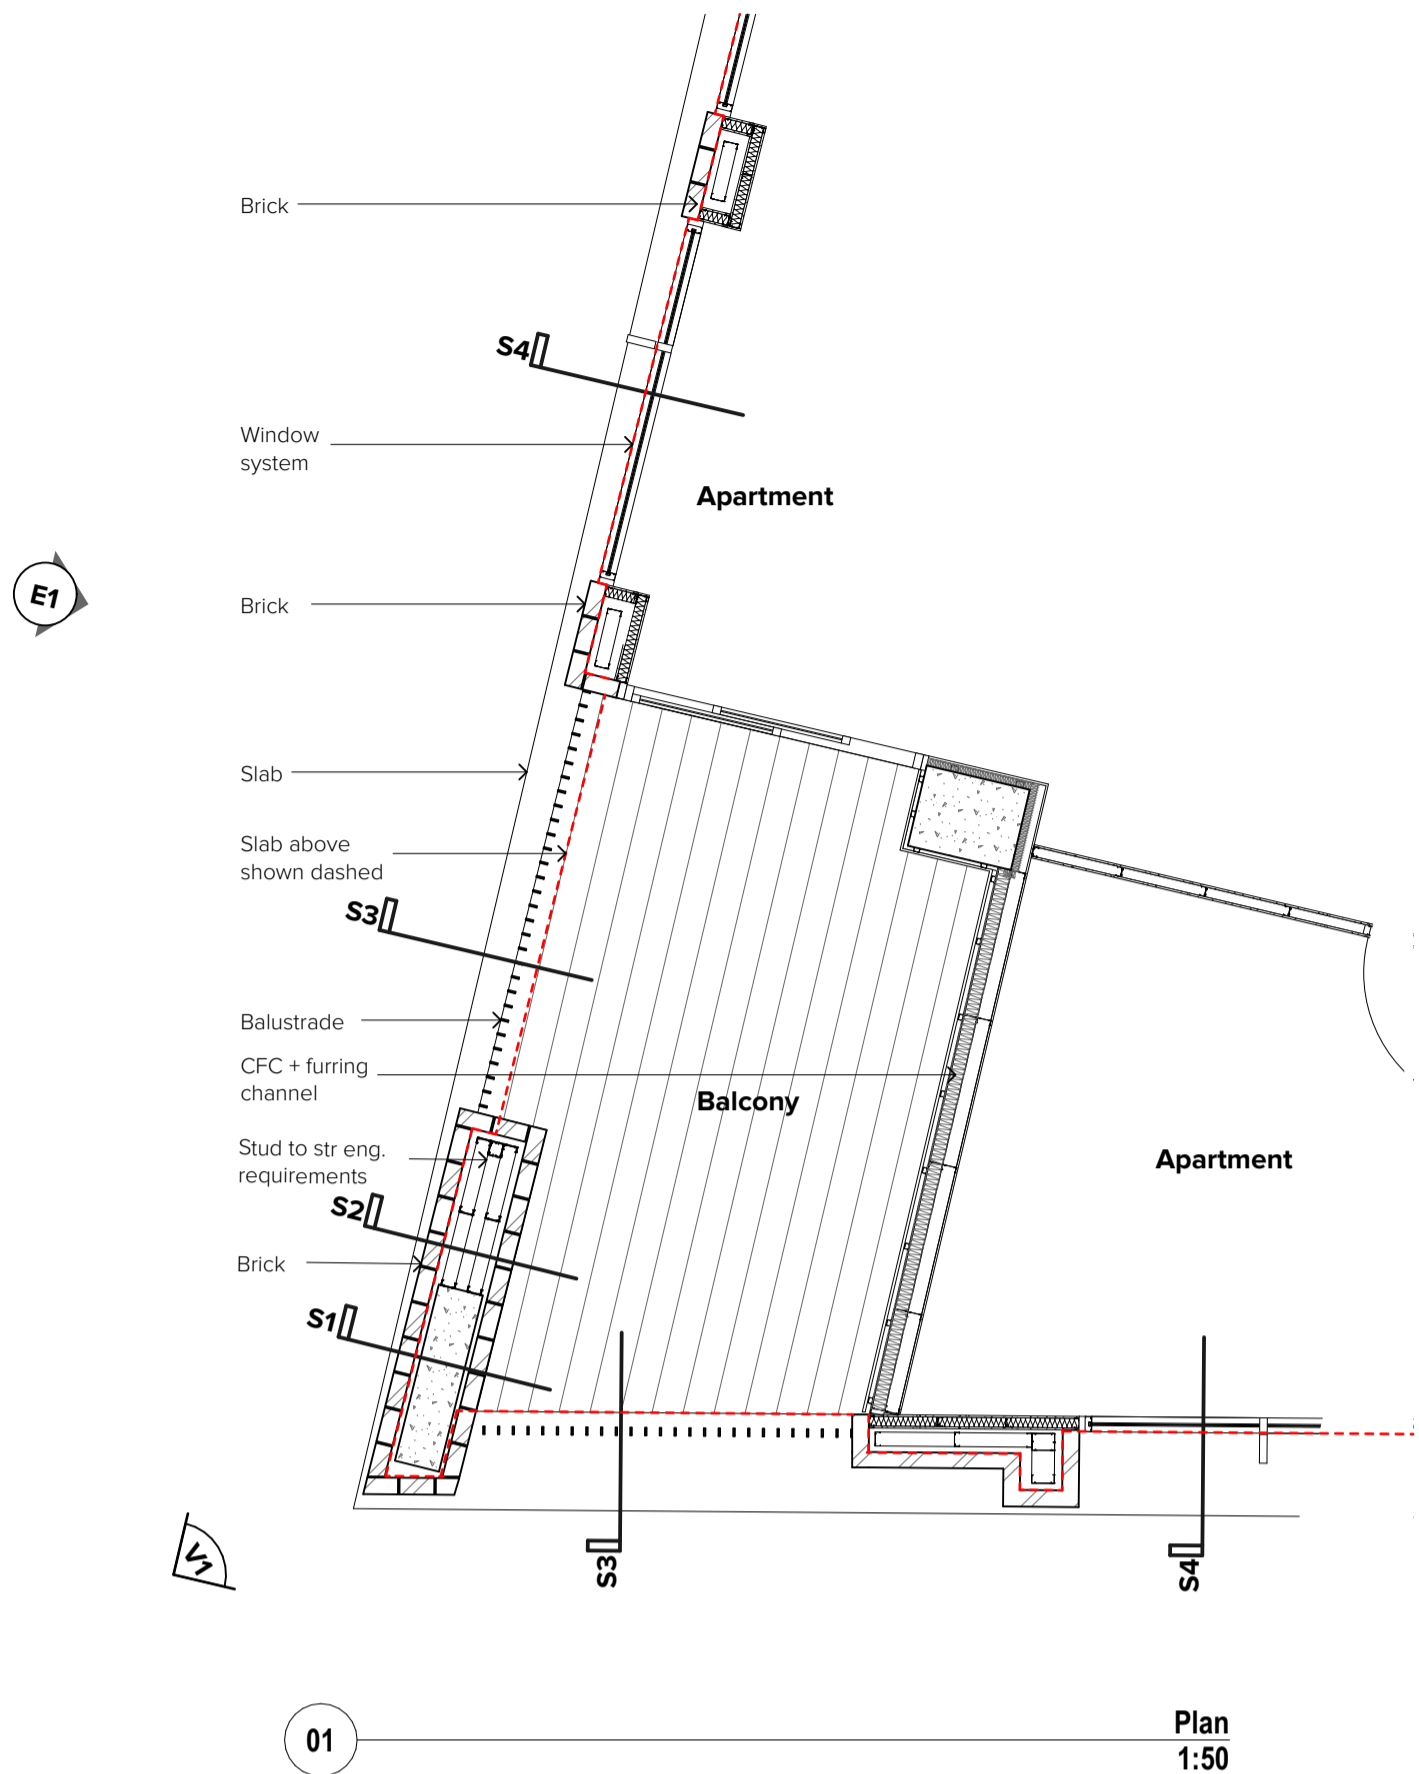 Brick
S4
Window
system
Apartment
E1
Brick
Slab
Slab above
shown dashed
S3
Balustrade
CFC + furring
channel
Balcony
Stud to str eng.
requirements
Apartment
S2
Brick
S1
V1
S3
S4
01
Plan
1:50